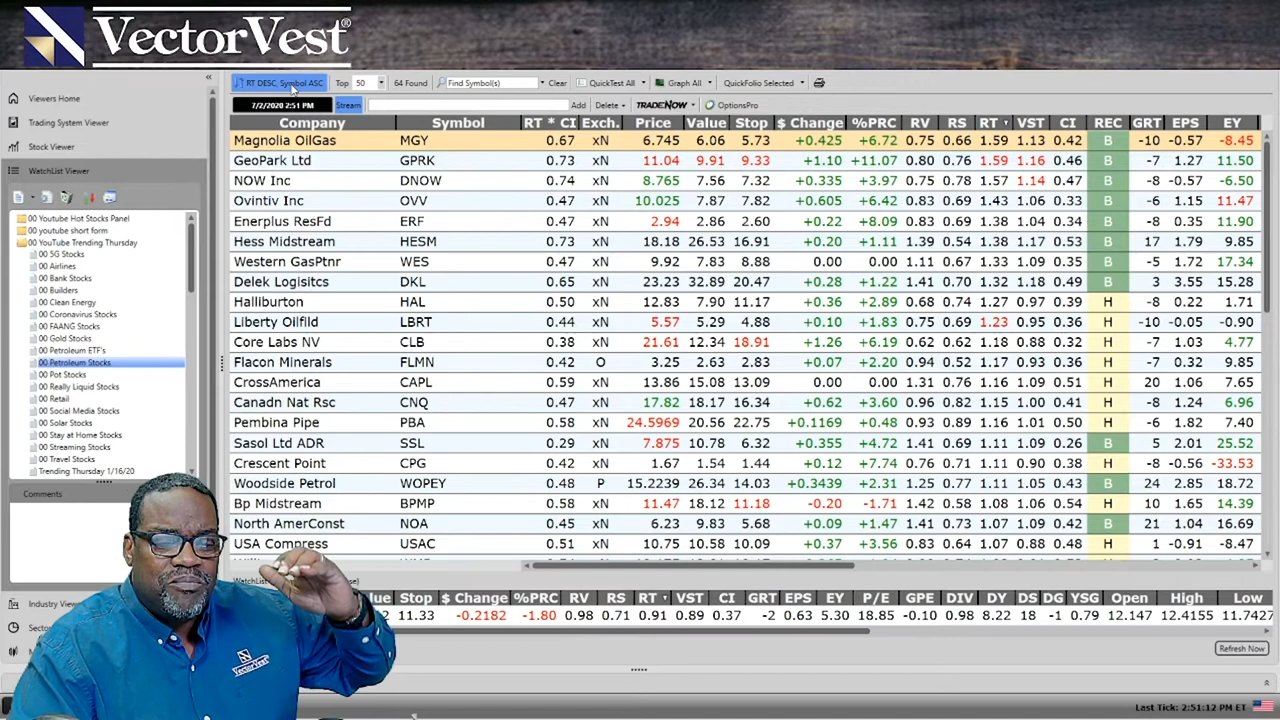 VectorVest®
RT DESC, Symbol ASC Top 50 64 Found Find Symbol(s) Clear QuickTest All Graph All QuickFolio Selected
7/2/2020 2:51 PM Stream Add Delete TRADENOW OptionsPro
Viewers Home
Trading System Viewer
Stock Viewer
WatchList Viewer
00 Youtube Hot Stocks Panel
00 youtube short form
00 YouTube Trending Thursday
00 5G Stocks
00 Airlines
00 Bank Stocks
00 Builders
00 Clean Energy
00 Coronavirus Stocks
00 FAANG Stocks
00 Gold Stocks
00 Petroleum ETF's
00 Petroleum Stocks
00 Pot Stocks
00 Really Liquid Stocks
00 Retail
00 Social Media Stocks
00 Solar Stocks
00 Stay at Home Stocks
00 Streaming Stocks
00 Travel Stocks
Trending Thursday 1/16/20
Comments
Industry View
Company Symbol RT * CI Exch. Price Value Stop $ Change %PRC RV RS RT VST CI REC GRT EPS EY
Magnolia OilGas MGY 0.67 xN 6.745 6.06 5.73 +0.425 +6.72 0.75 0.66 1.59 1.13 0.42 B -10 -0.57 -8.45
GeoPark Ltd GPRK 0.73 xN 11.04 9.91 9.33 +1.10 +11.07 0.80 0.76 1.59 1.16 0.46 B -7 1.27 11.50
NOW Inc DNOW 0.74 xN 8.765 7.56 7.32 +0.335 +3.97 0.75 0.78 1.57 1.14 0.47 B -8 -0.57 -6.50
Ovintiv Inc OVV 0.47 xN 10.025 7.87 7.82 +0.605 +6.42 0.62 0.71 1.43 1.06 0.33 B -6 1.15 11.47
Enerplus ResFd ERF 0.47 xN 2.94 2.86 2.60 +0.22 +8.09 0.83 0.69 1.38 1.04 0.34 B -8 0.35 11.90
Hess Midstream HESM 0.73 xN 18.18 26.53 16.91 +0.20 +1.11 1.39 0.54 1.38 1.17 0.53 B 17 1.79 9.85
Western GasPtnr WES 0.47 xN 9.92 7.83 8.88 0.00 0.00 1.11 0.67 1.33 1.09 0.35 B -5 1.72 17.34
Delek Logisitcs DKL 0.65 xN 23.23 32.89 20.47 +0.28 +1.22 1.41 0.70 1.32 1.18 0.49 B 3 3.55 15.28
Halliburton HAL 0.50 xN 12.83 7.90 11.17 +0.36 +2.89 0.68 0.74 1.27 0.97 0.39 H -8 0.22 1.71
Liberty Oilfild LBRT 0.44 xN 5.57 5.29 4.88 +0.10 +1.83 0.75 0.69 1.23 0.95 0.36 H -10 -0.05 -0.90
Core Labs NV CLB 0.38 xN 21.61 12.34 18.91 +1.26 +6.19 0.62 0.62 1.18 0.88 0.32 H -7 1.03 4.77
Flacon Minerals FLMN 0.42 O 3.25 2.63 2.83 +0.07 +2.20 0.94 0.52 1.17 0.93 0.36 H -7 0.32 9.85
CrossAmerica CAPL 0.59 xN 13.86 15.08 13.09 0.00 0.00 1.31 0.76 1.16 1.09 0.51 H 20 1.06 7.65
Canadn Nat Rsc CNQ 0.47 xN 17.82 18.17 16.34 +0.62 +3.60 0.96 0.82 1.15 1.00 0.41 H -8 1.24 6.96
Pembina Pipe PBA 0.58 xN 24.5969 20.56 22.75 +0.1169 +0.48 0.93 0.89 1.16 1.01 0.50 H -6 1.82 7.40
Sasol Ltd ADR SSL 0.29 xN 7.875 10.78 6.32 +0.355 +4.72 1.41 0.69 1.11 1.09 0.26 B 5 2.01 25.52
Crescent Point CPG 0.42 xN 1.67 1.54 1.44 +0.12 +7.74 0.76 0.71 1.11 0.90 0.38 H -8 -0.56 -33.53
Woodside Petrol WOPEY 0.48 P 15.2239 26.34 14.03 +0.3439 +2.31 1.25 0.77 1.11 1.05 0.43 B 24 2.85 18.72
Bp Midstream BPMP 0.58 xN 11.47 18.12 11.18 -0.20 -1.71 1.42 0.58 1.08 1.06 0.54 H 10 1.65 14.39
North AmerConst NOA 0.45 xN 6.23 9.83 5.68 +0.09 +1.47 1.41 0.73 1.07 1.09 0.42 B 21 1.04 16.69
USA Compress USAC 0.51 xN 10.75 10.58 10.09 +0.37 +3.56 0.83 0.64 1.07 0.88 0.48 H 1 -0.91 -8.47
Stop $ Change %PRC RV RS RT VST CI GRT EPS EY P/E GPE DIV DY DS DG YSG Open High Low
11.33 -0.2182 -1.80 0.98 0.71 0.91 0.89 0.37 -2 0.63 5.30 18.85 -0.10 0.98 8.22 18 -1 0.79 12.147 12.4155 11.7427
Refresh Now
VectorVest
Last Tick: 2:51:12 PM ET